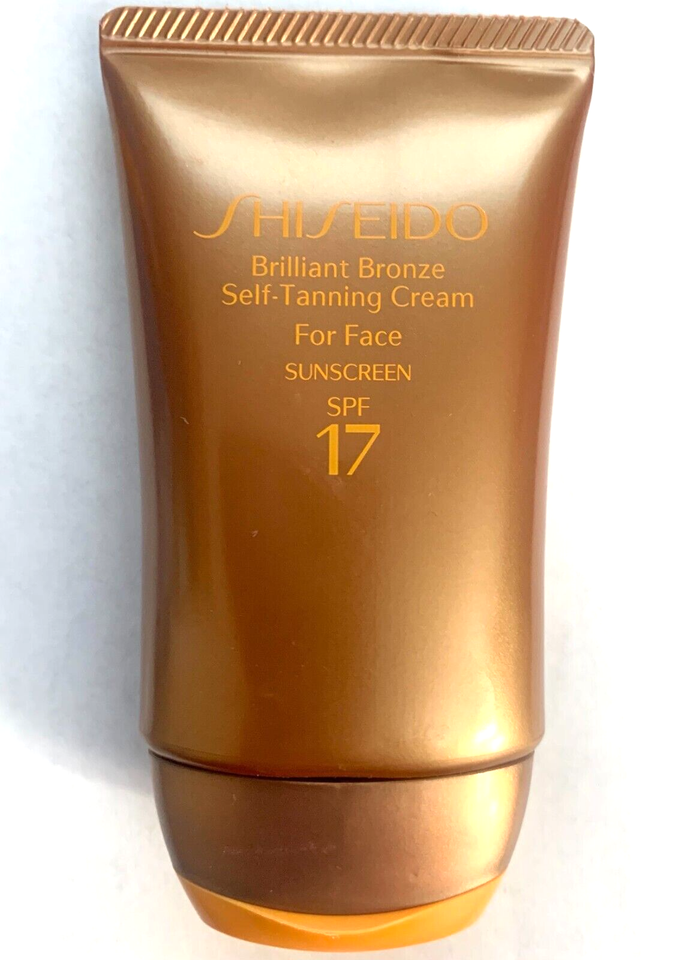 SHISEIDO
Brilliant Bronze
Self-Tanning Cream
For Face
SUNSCREEN
SPF
17